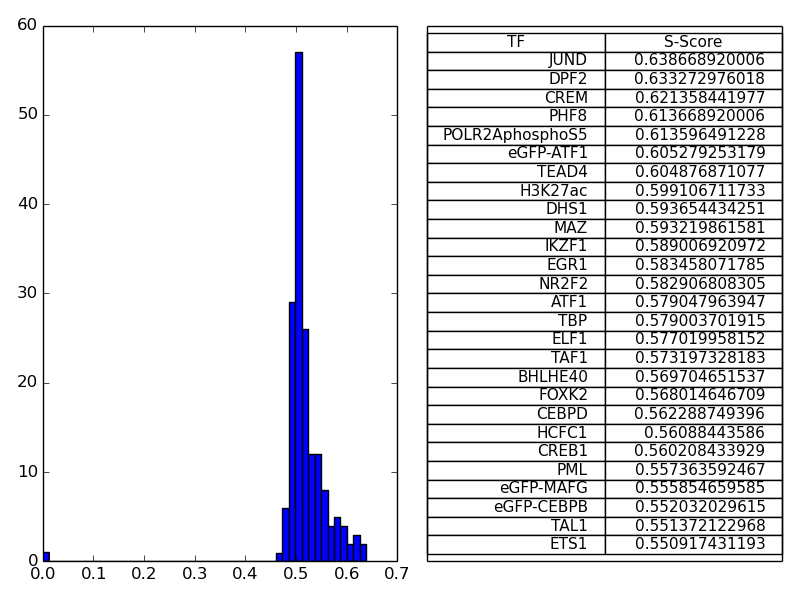 60
50
40
30
20
10
0
0.0 0.1 0.2 0.3 0.4 0.5 0.6 0.7
TF S-Score
JUND 0.638668920006
DPF2 0.633272976018
CREM 0.621358441977
PHF8 0.613668920006
POLR2AphosphoS5 0.613596491228
eGFP-ATF1 0.605279253179
TEAD4 0.604876871077
H3K27ac 0.599106711733
DHS1 0.593654434251
MAZ 0.593219861581
IKZF1 0.589006920972
EGR1 0.583458071785
NR2F2 0.582906808305
ATF1 0.579047963947
TBP 0.579003701915
ELF1 0.577019958152
TAF1 0.573197328183
BHLHE40 0.569704651537
FOXK2 0.568014646709
CEBPD 0.562288749396
HCFC1 0.56088443586
CREB1 0.560208433929
PML 0.557363592467
eGFP-MAFG 0.555854659585
eGFP-CEBPB 0.552032029615
TAL1 0.551372122968
ETS1 0.550917431193